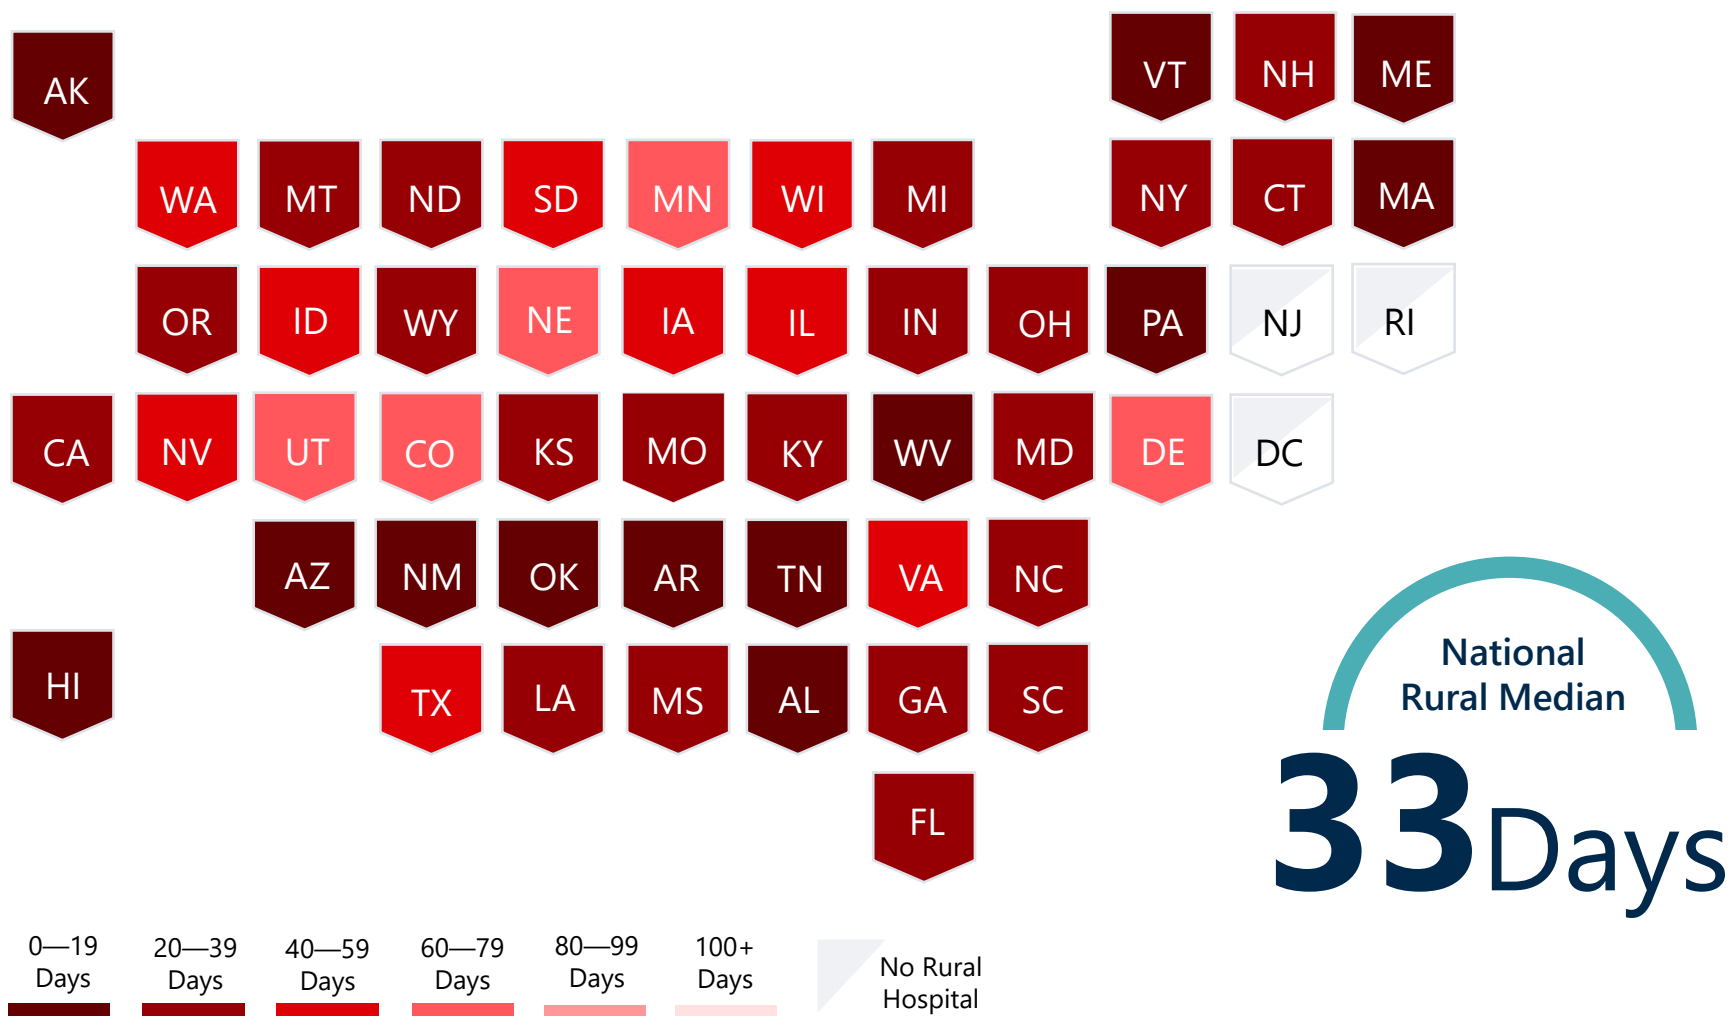 AK
VT
NH
ME
WA
MT
ND
SD
MN
WI
MI
NY
CT
MA
OR
ID
WY
NE
IA
IL
IN
OH
PA
NJ
RI
CA
NV
UT
CO
KS
MO
KY
WV
MD
DE
DC
AZ
NM
OK
AR
TN
VA
NC
HI
TX
LA
MS
AL
GA
SC
FL
National
Rural Median
33 Days
0—19
Days
20—39
Days
40—59
Days
60—79
Days
80—99
Days
100+
Days
No Rural
Hospital